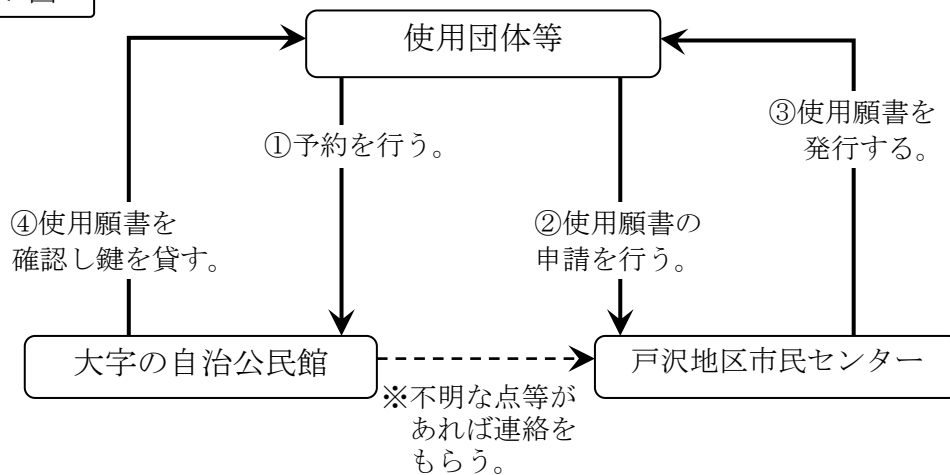 使用団体等
①予約を行う。
③使用願書を
発行する。
④使用願書を
確認し鍵を貸す。
②使用願書の
申請を行う。
大字の自治公民館
戸沢地区市民センター
※不明な点等が
あれば連絡を
もらう。